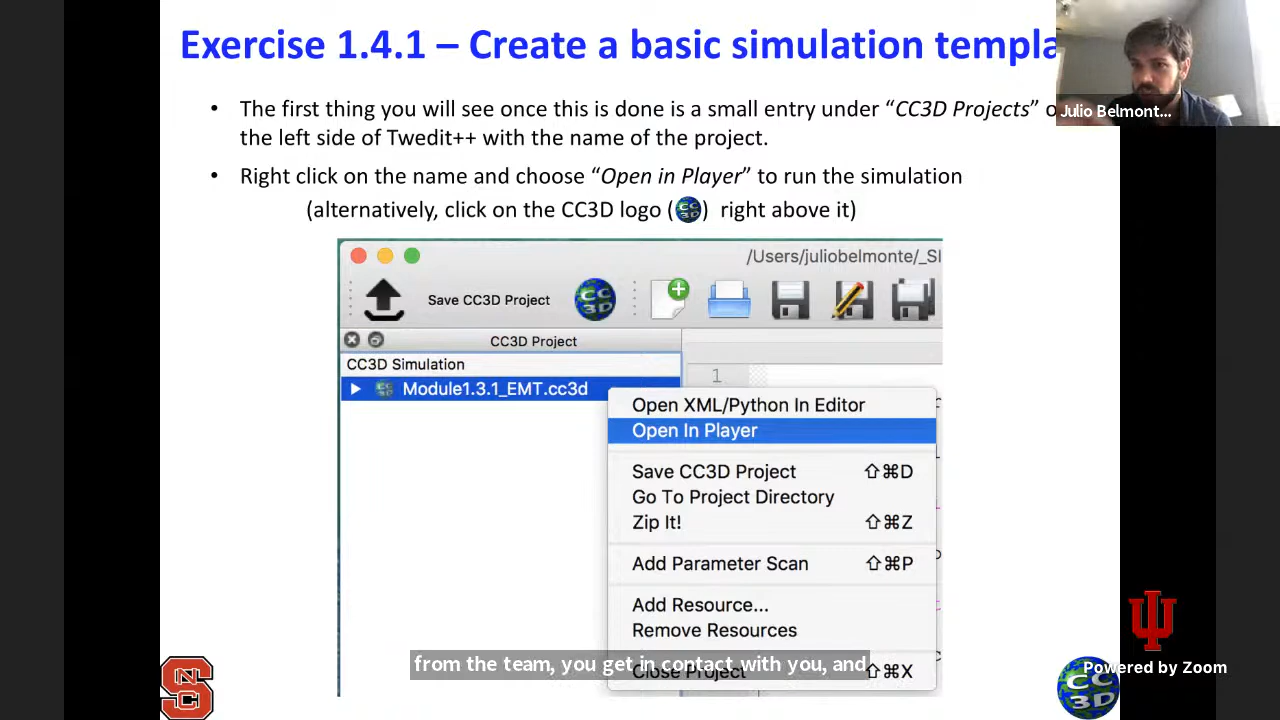 Exercise 1.4.1 – Create a basic simulation templa
Julio Belmont...
• The first thing you will see once this is done is a small entry under “CC3D Projects” o
the left side of Twedit++ with the name of the project.
• Right click on the name and choose “Open in Player” to run the simulation
(alternatively, click on the CC3D logo (CC3D) right above it)
/Users/juliobelmonte/_SI
Save CC3D Project
CC
3D
CC3D Project
CC3D Simulation
1
Module1.3.1_EMT.cc3d
Open XML/Python In Editor
Open In Player
Save CC3D Project ⇧⌘D
Go To Project Directory
Zip It! ⇧⌘Z
Add Parameter Scan ⇧⌘P
Add Resource...
Remove Resources
Close Project ⇧⌘X
from the team, you get in contact with you, and
Powered by Zoom
CC
3D